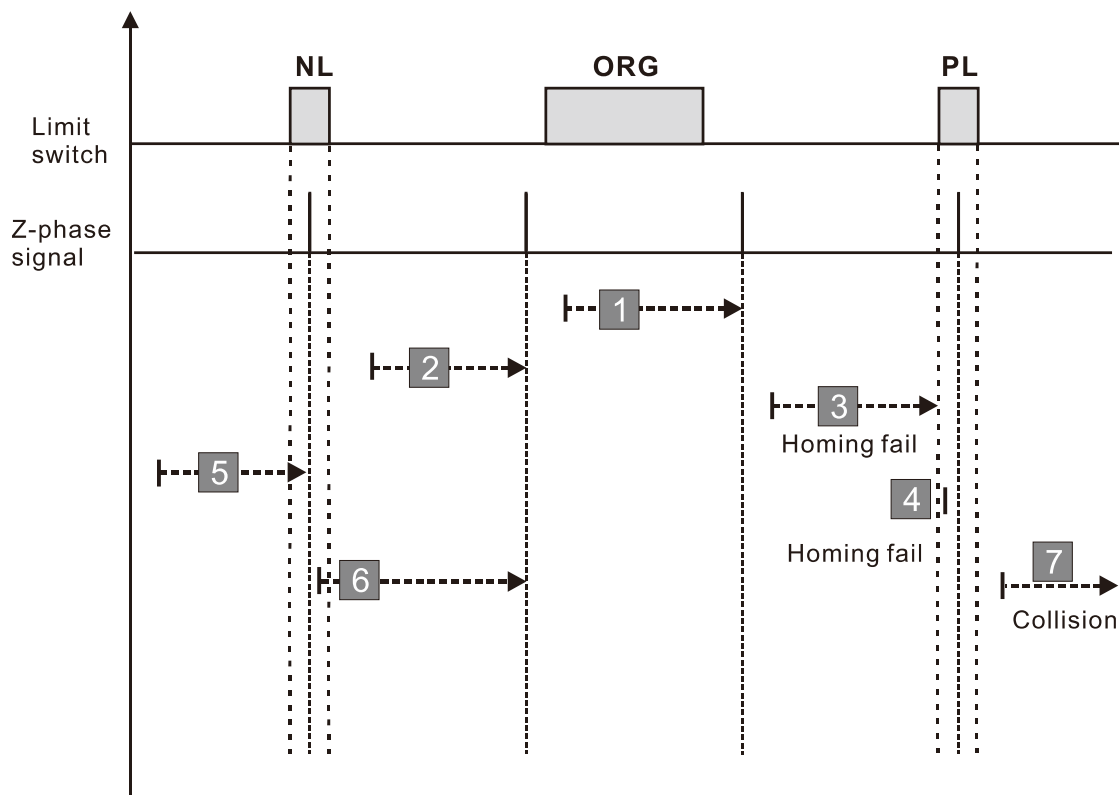 NL
ORG
PL
Limit
switch
Z-phase
signal
1
2
3
Homing fail
5
4
Homing fail
6
7
Collision